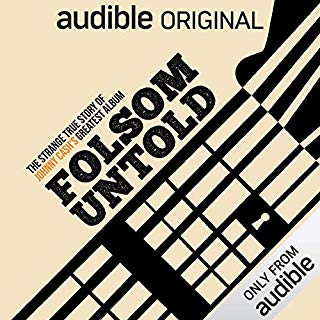 audible ORIGINAL
THE STRANGE TRUE STORY OF
JOHNNY CASH'S GREATEST ALBUM
FOLSOM
UNTOLD
ONLY FROM
audible